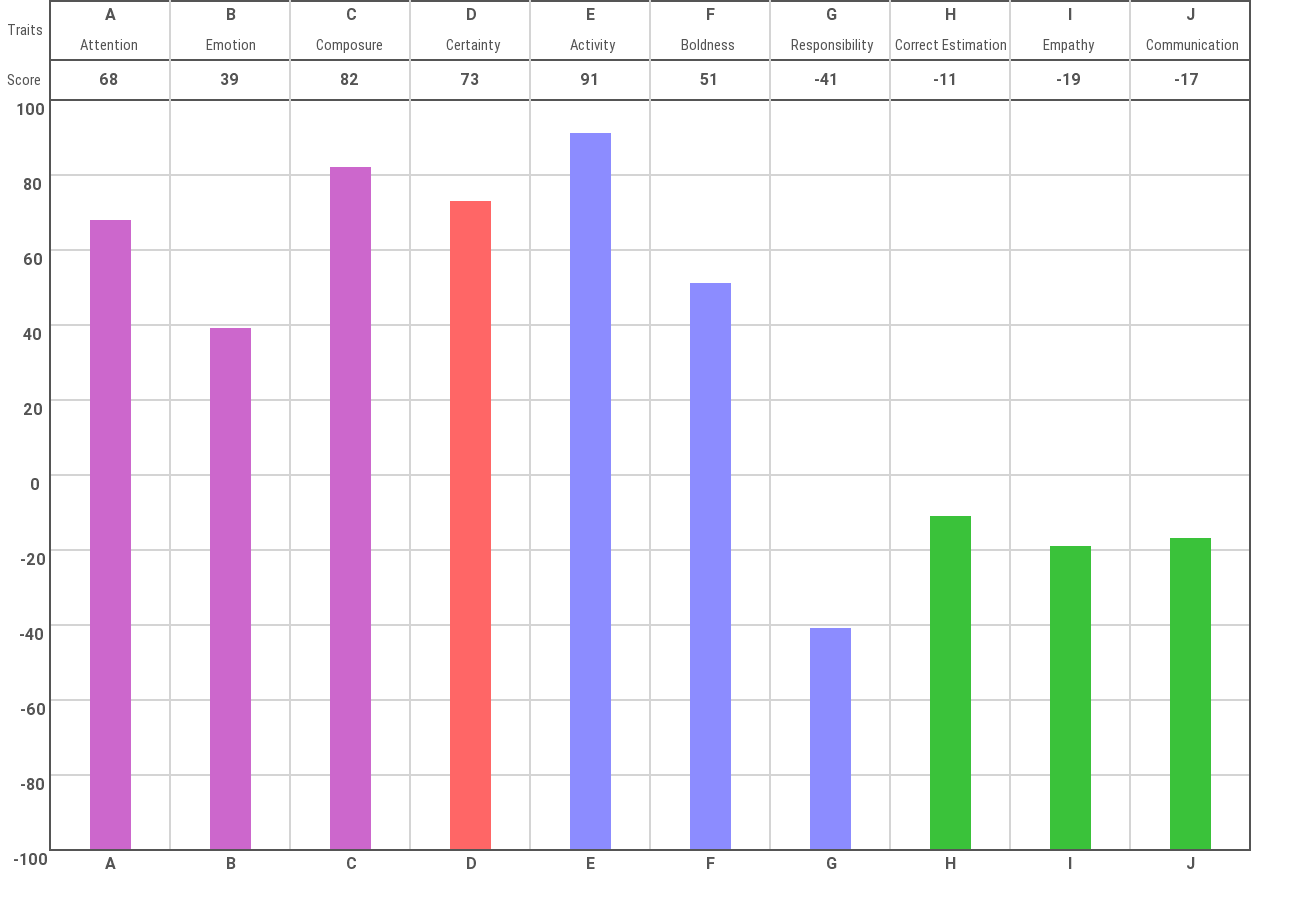 A B C D E F G H I J
Traits
Attention Emotion Composure Certainty Activity Boldness Responsibility Correct Estimation Empathy Communication
Score 68 39 82 73 91 51 -41 -11 -19 -17
100
80
60
40
20
0
-20
-40
-60
-80
-100
A B C D E F G H I J